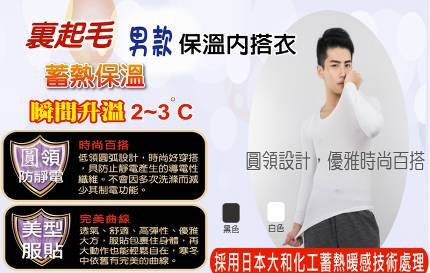 裏起毛 男款 保溫內搭衣
蓄熱保溫
瞬間升溫 2~3°C
圓領
防靜電
時尚百搭
低領圓弧設計，時尚好穿搭
，具防止靜電產生的導電性
纖維。不會因多次洗滌而減
少其制電功能。
美型
服貼
完美曲線
透氣、舒適、高彈性、優雅
大方，服貼包裹住身體，再
大動作也能輕鬆自在，寒冬
中依舊有完美的曲線。
圓領設計，優雅時尚百搭
黑色
白色
採用日本大和化工蓄熱暖感技術處理